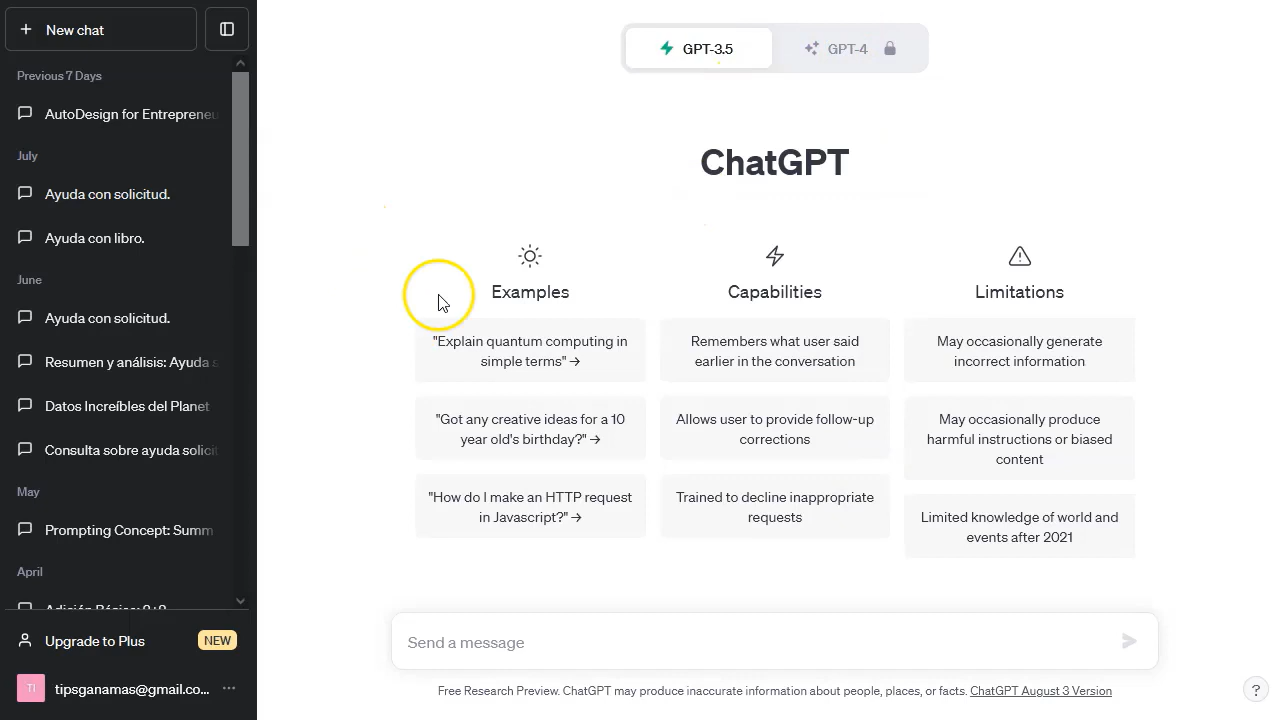 New chat
Previous 7 Days
AutoDesign for Entrepreneu
July
Ayuda con solicitud.
Ayuda con libro.
June
Ayuda con solicitud.
Resumen y análisis: Ayuda s
Datos Increíbles del Planet
Consulta sobre ayuda solicit
May
Prompting Concept: Summ
April
Adición Básica: 2+2
Upgrade to Plus
NEW
TI
tipsganamas@gmail.co...
GPT-3.5
GPT-4
ChatGPT
Examples
"Explain quantum computing in
simple terms" →
"Got any creative ideas for a 10
year old's birthday?" →
"How do I make an HTTP request
in Javascript?" →
Capabilities
Remembers what user said
earlier in the conversation
Allows user to provide follow-up
corrections
Trained to decline inappropriate
requests
Limitations
May occasionally generate
incorrect information
May occasionally produce
harmful instructions or biased
content
Limited knowledge of world and
events after 2021
Send a message
Free Research Preview. ChatGPT may produce inaccurate information about people, places, or facts. ChatGPT August 3 Version
?